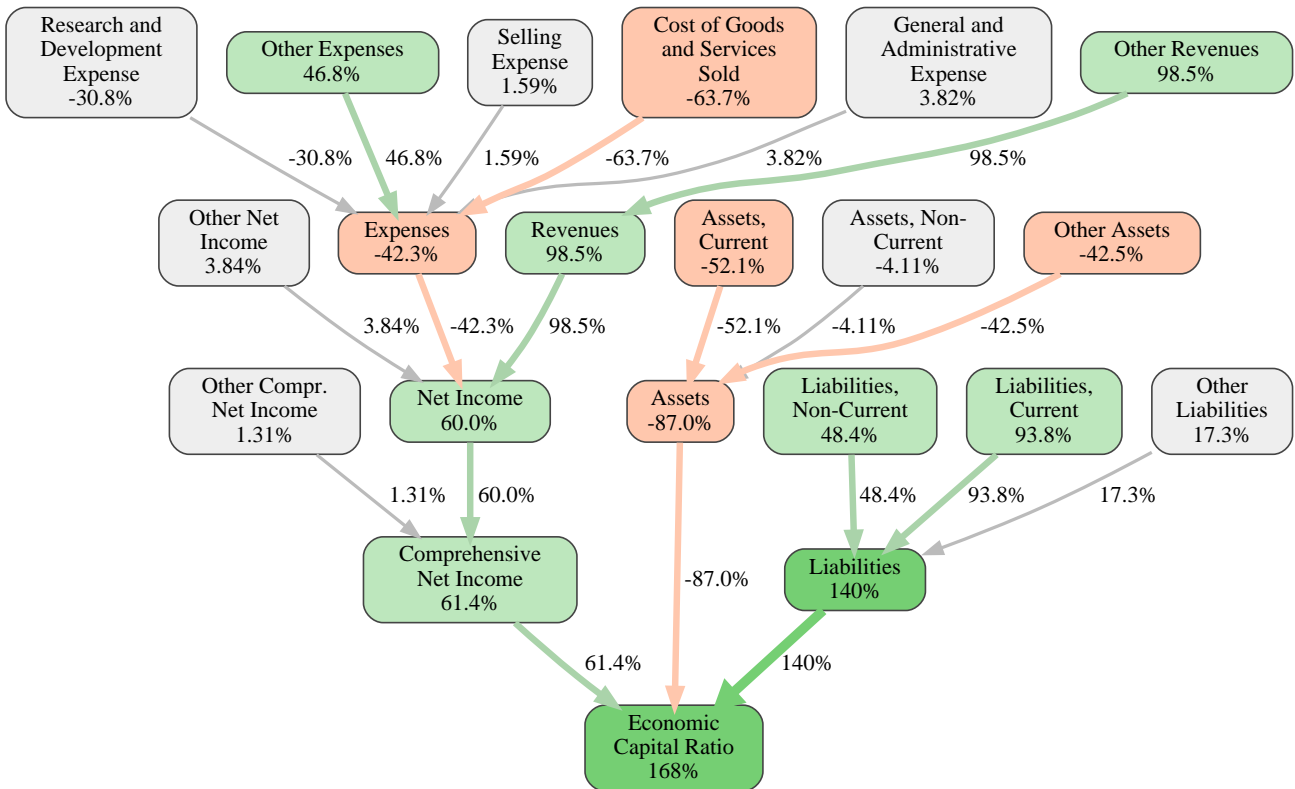 Research and
Development
Expense
-30.8%
Other Expenses
46.8%
Selling
Expense
1.59%
Cost of Goods
and Services
Sold
-63.7%
General and
Administrative
Expense
3.82%
Other Revenues
98.5%
-30.8%
46.8%
1.59%
-63.7%
3.82%
98.5%
Other Net
Income
3.84%
Expenses
-42.3%
Revenues
98.5%
Assets,
Current
-52.1%
Assets, Non-
Current
-4.11%
Other Assets
-42.5%
3.84%
-42.3%
98.5%
-52.1%
-4.11%
-42.5%
Other Compr.
Net Income
1.31%
Net Income
60.0%
Assets
-87.0%
Liabilities,
Non-Current
48.4%
Liabilities,
Current
93.8%
Other
Liabilities
17.3%
1.31%
60.0%
48.4%
93.8%
17.3%
Comprehensive
Net Income
61.4%
-87.0%
Liabilities
140%
61.4%
140%
Economic
Capital Ratio
168%